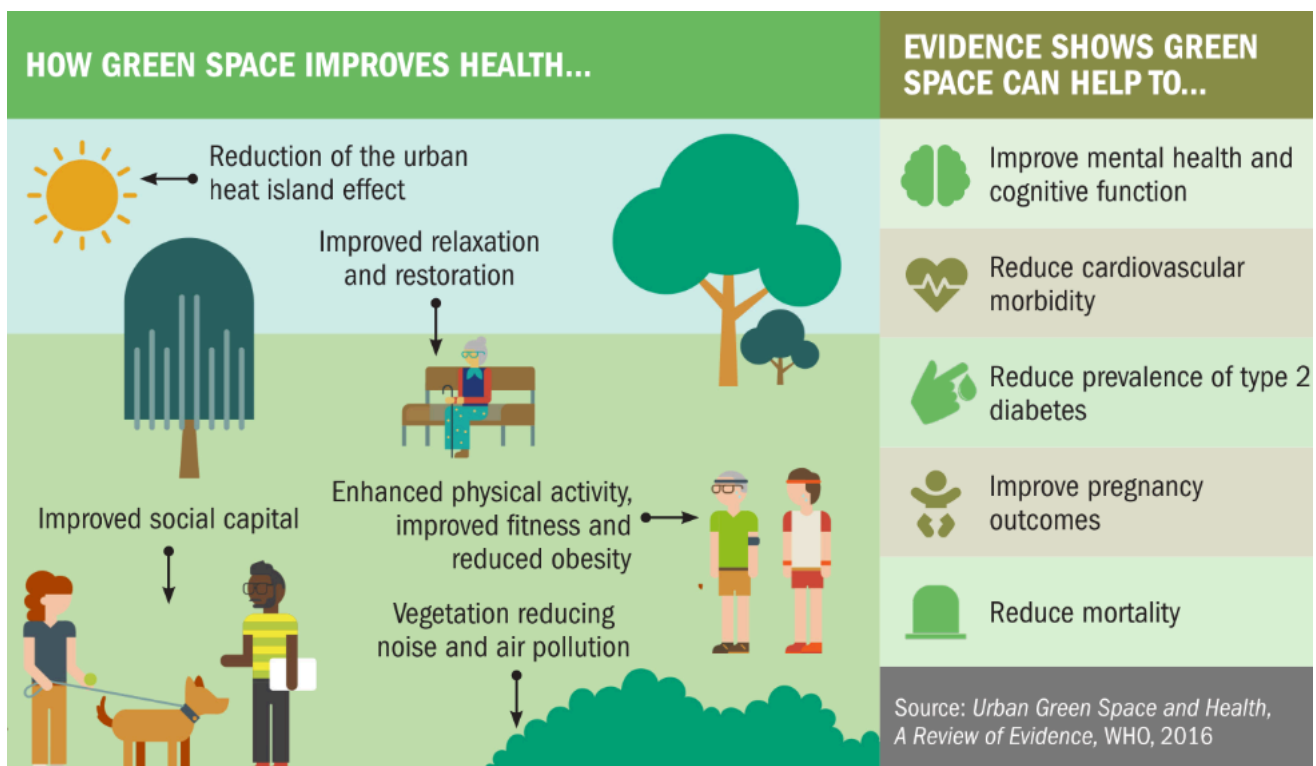 HOW GREEN SPACE IMPROVES HEALTH...
Reduction of the urban
heat island effect
Improved relaxation
and restoration
Enhanced physical activity,
improved fitness and
reduced obesity
Improved social capital
Vegetation reducing
noise and air pollution
EVIDENCE SHOWS GREEN
SPACE CAN HELP TO...
Improve mental health and
cognitive function
Reduce cardiovascular
morbidity
Reduce prevalence of type 2
diabetes
Improve pregnancy
outcomes
Reduce mortality
Source: Urban Green Space and Health,
A Review of Evidence, WHO, 2016